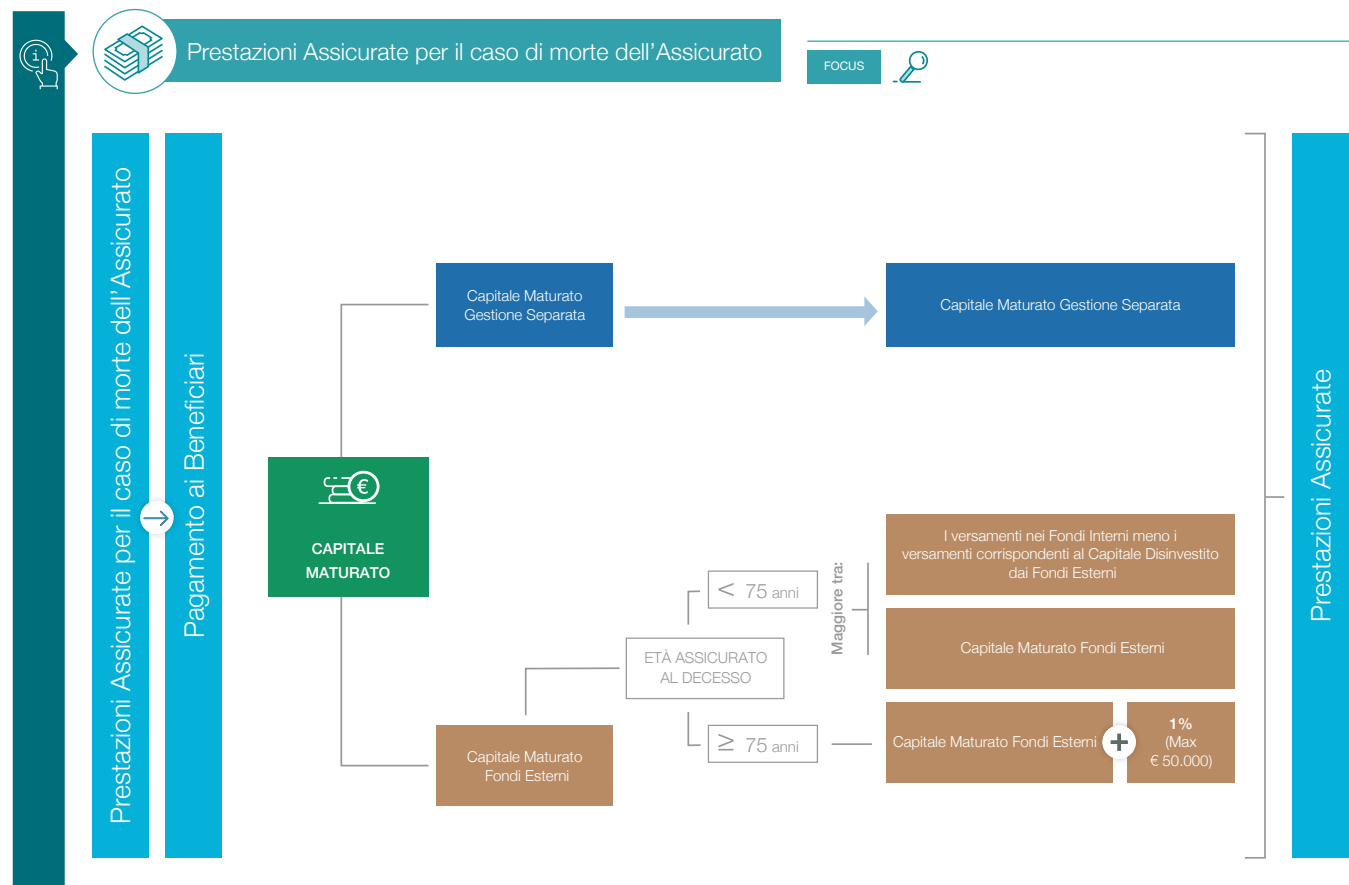 Prestazioni Assicurate per il caso di morte dell'Assicurato
FOCUS
Prestazioni Assicurate per il caso di morte dell'Assicurato
Pagamento ai Beneficiari
CAPITALE
MATURATO
Capitale Maturato
Gestione Separata
Capitale Maturato Gestione Separata
Capitale Maturato
Fondi Esterni
ETÀ ASSICURATO
AL DECESSO
< 75 anni
Maggiore tra:
I versamenti nei Fondi Interni meno i
versamenti corrispondenti al Capitale Disinvestito
dai Fondi Esterni
Capitale Maturato Fondi Esterni
≥ 75 anni
Capitale Maturato Fondi Esterni
+
1%
(Max
€ 50.000)
Prestazioni Assicurate